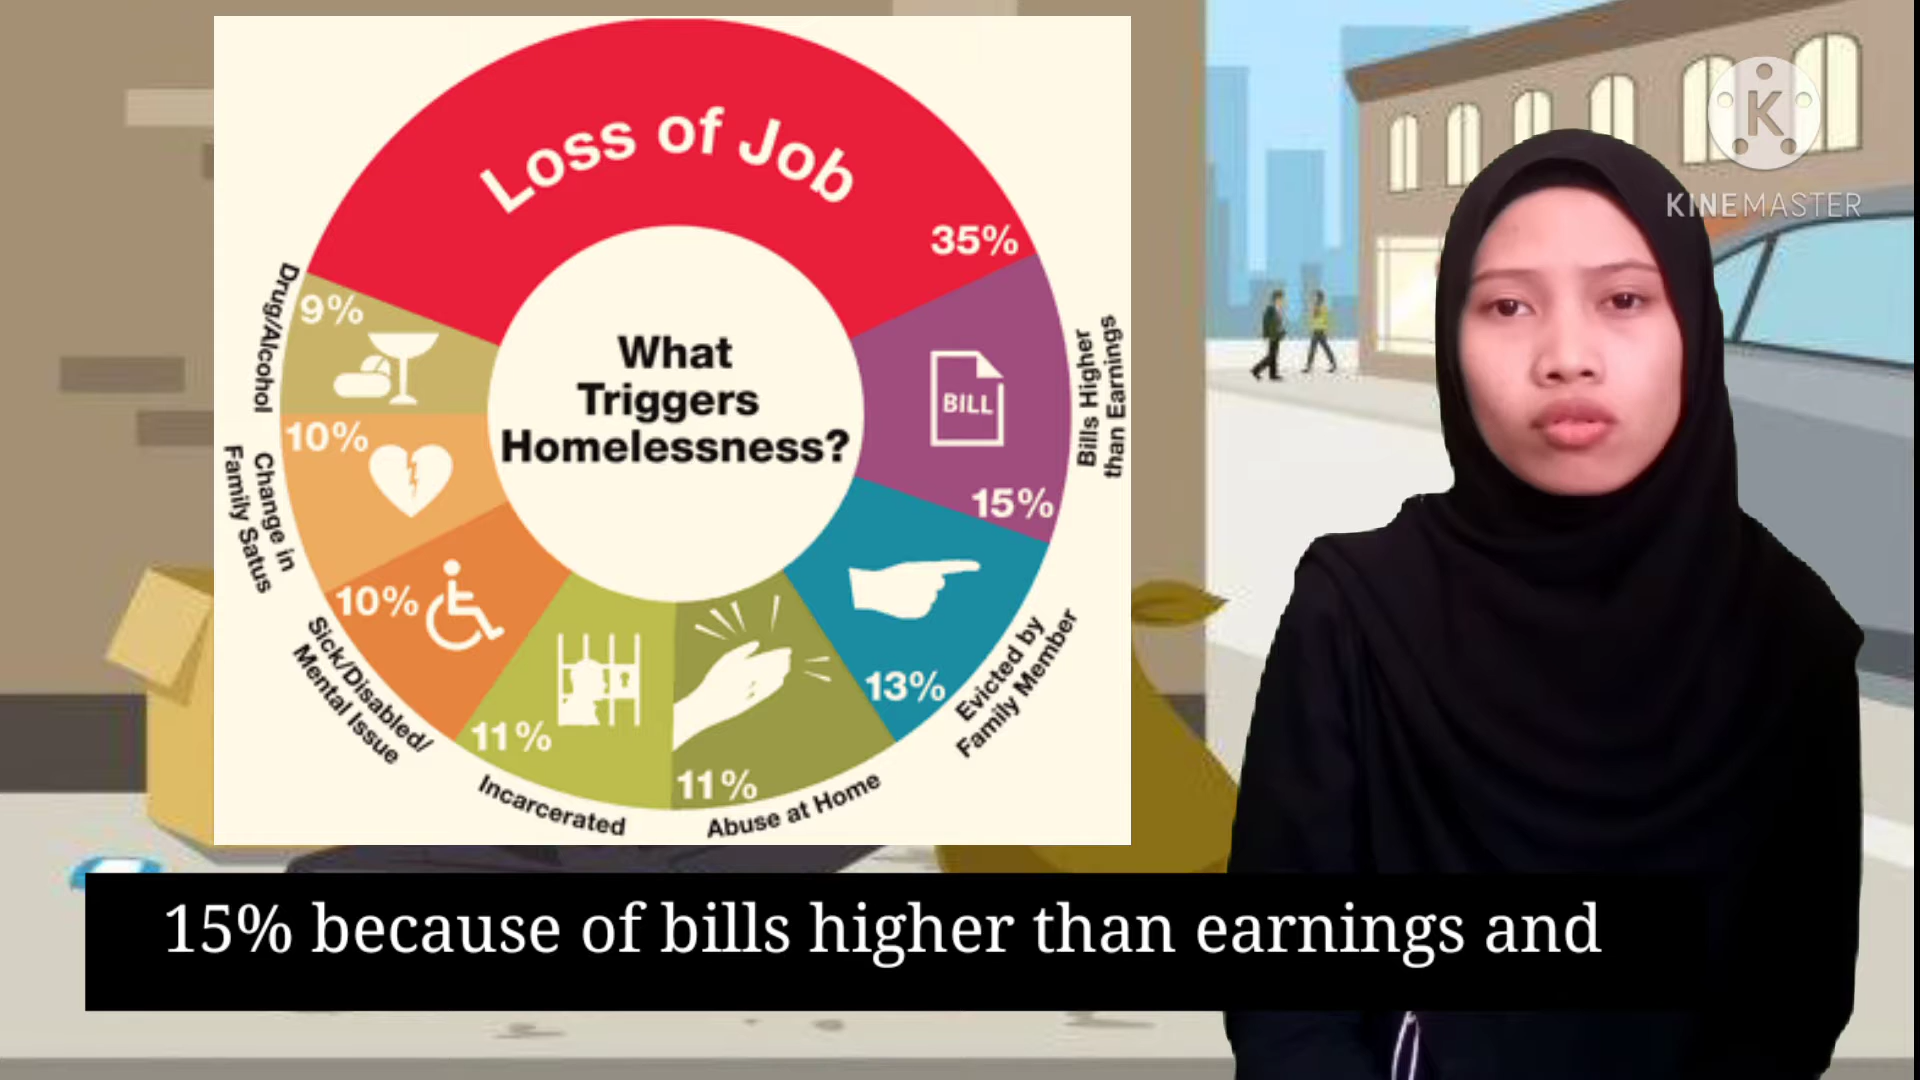 Loss of Job
35%
Bills Higher
than Earnings
BILL
15%
Evicted by
Family Member
13%
Abuse at Home
11%
Incarcerated
11%
Sick/Disabled/
Mental Issue
10%
Change in
Family Satus
10%
Drug/Alcohol
9%
What
Triggers
Homelessness?
K
KINEMASTER
15% because of bills higher than earnings and